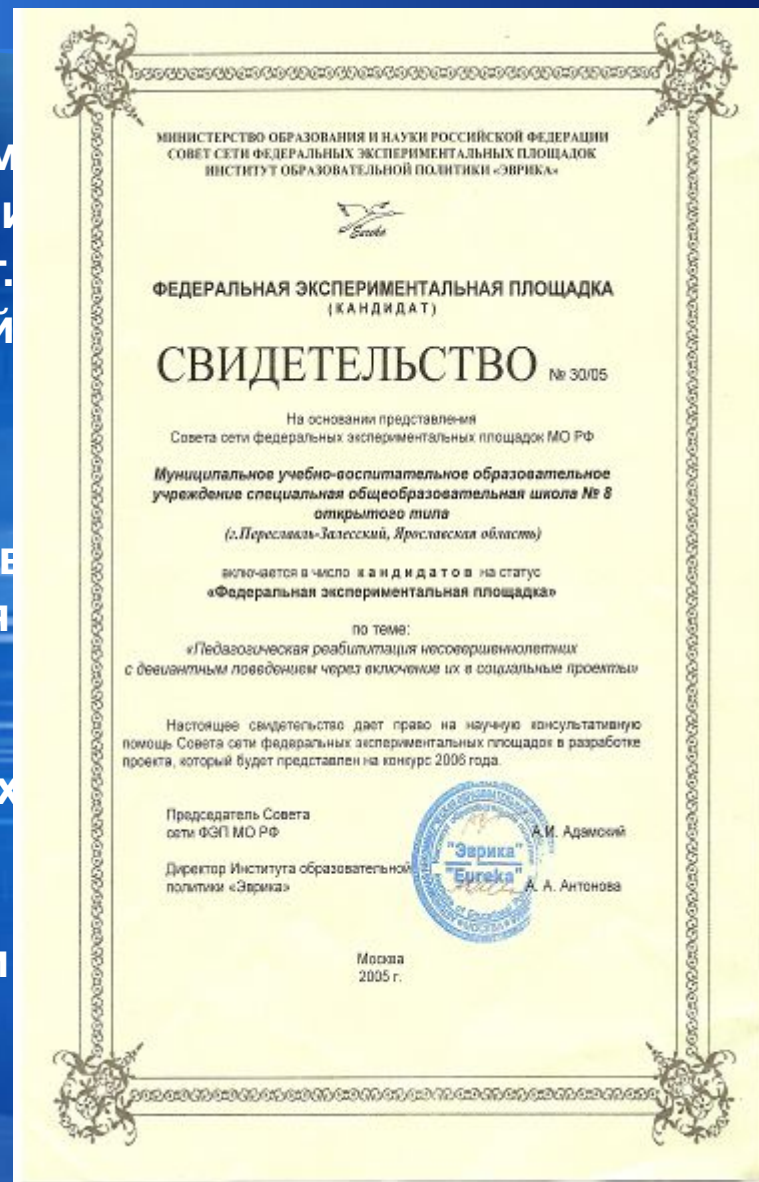 МИНИСТЕРСТВО ОБРАЗОВАНИЯ И НАУКИ РОССИЙСКОЙ ФЕДЕРАЦИИ
СОВЕТ СЕТИ ФЕДЕРАЛЬНЫХ ЭКСПЕРИМЕНТАЛЬНЫХ ПЛОЩАДОК
ИНСТИТУТ ОБРАЗОВАТЕЛЬНОЙ ПОЛИТИКИ «ЭВРИКА»
Eureka
ФЕДЕРАЛЬНАЯ ЭКСПЕРИМЕНТАЛЬНАЯ ПЛОЩАДКА
(КАНДИДАТ)
СВИДЕТЕЛЬСТВО № 30/05
На основании представления
Совета сети федеральных экспериментальных площадок МО РФ
Муниципальное учебно-воспитательное образовательное
учреждение специальная общеобразовательная школа № 8
открытого типа
(г.Переславль-Залесский, Ярославская область)
включается в число кандидатов на статус
«Федеральная экспериментальная площадка»
по теме:
«Педагогическая реабилитация несовершеннолетних
с девиантным поведением через включение их в социальные проекты»
Настоящее свидетельство дает право на научную консультативную
помощь Совета сети федеральных экспериментальных площадок в разработке
проекта, который будет представлен на конкурс 2006 года.
Председатель Совета
сети ФЭП МО РФ А.И. Адамский
"Эврика"
"Eureka"
Директор Института образовательной
политики «Эврика» А. А. Антонова
Москва
2005 г.